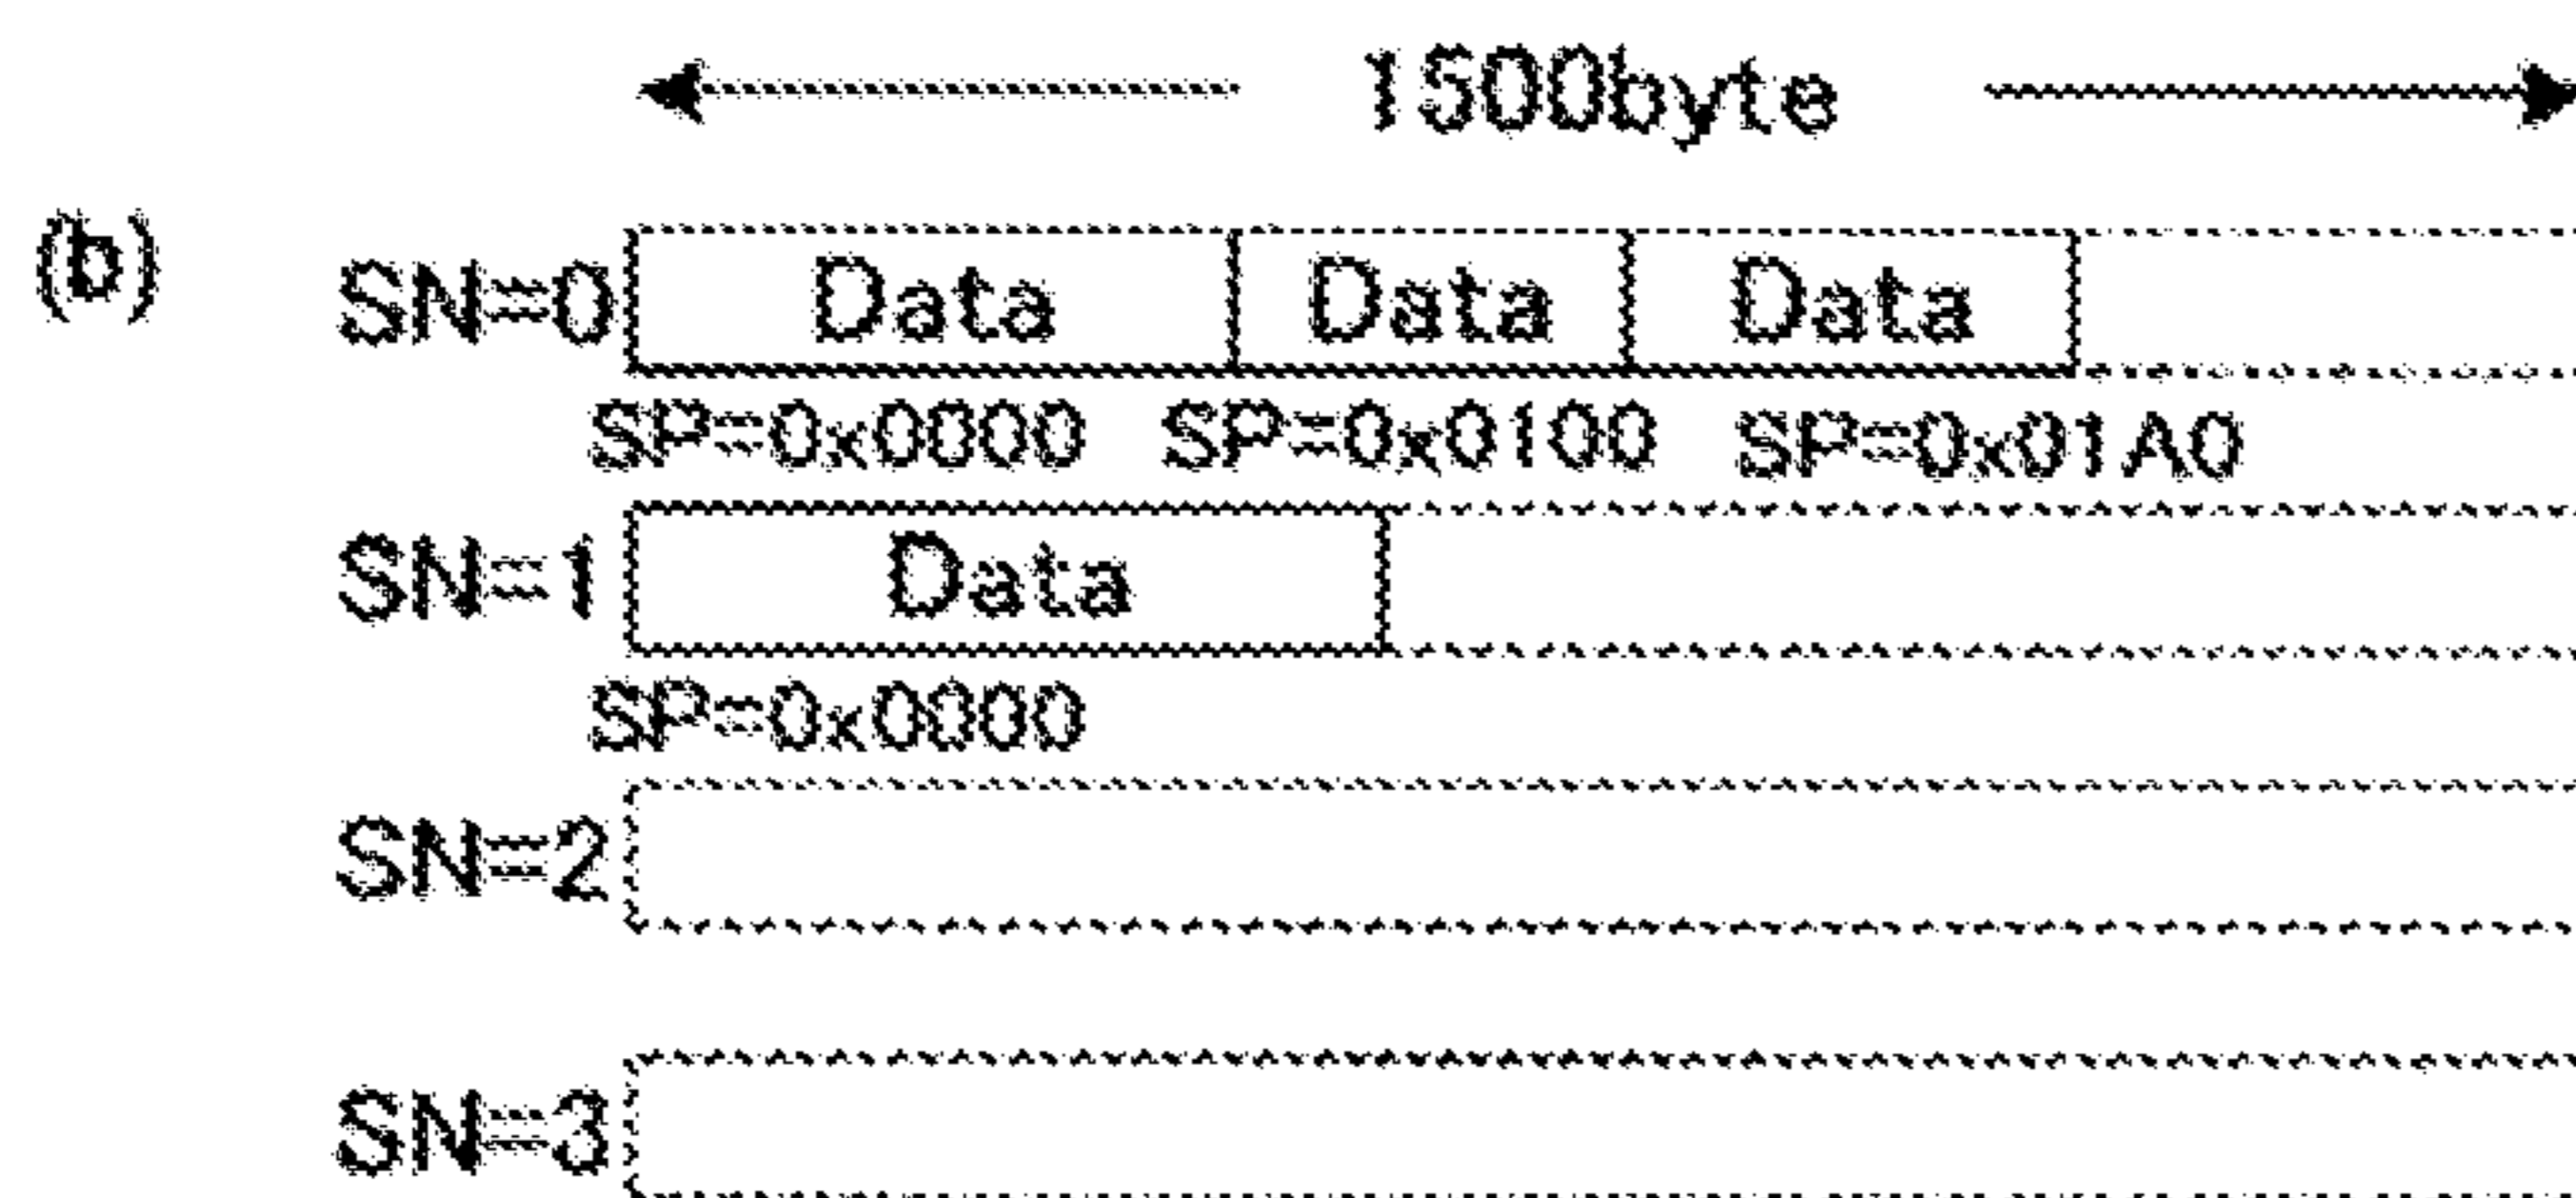 1500byte
(b)
SN=0 Data Data Data
SP=0x0000 SP=0x0100 SP=0x01A0
SN=1 Data
SP=0x0000
SN=2
SN=3